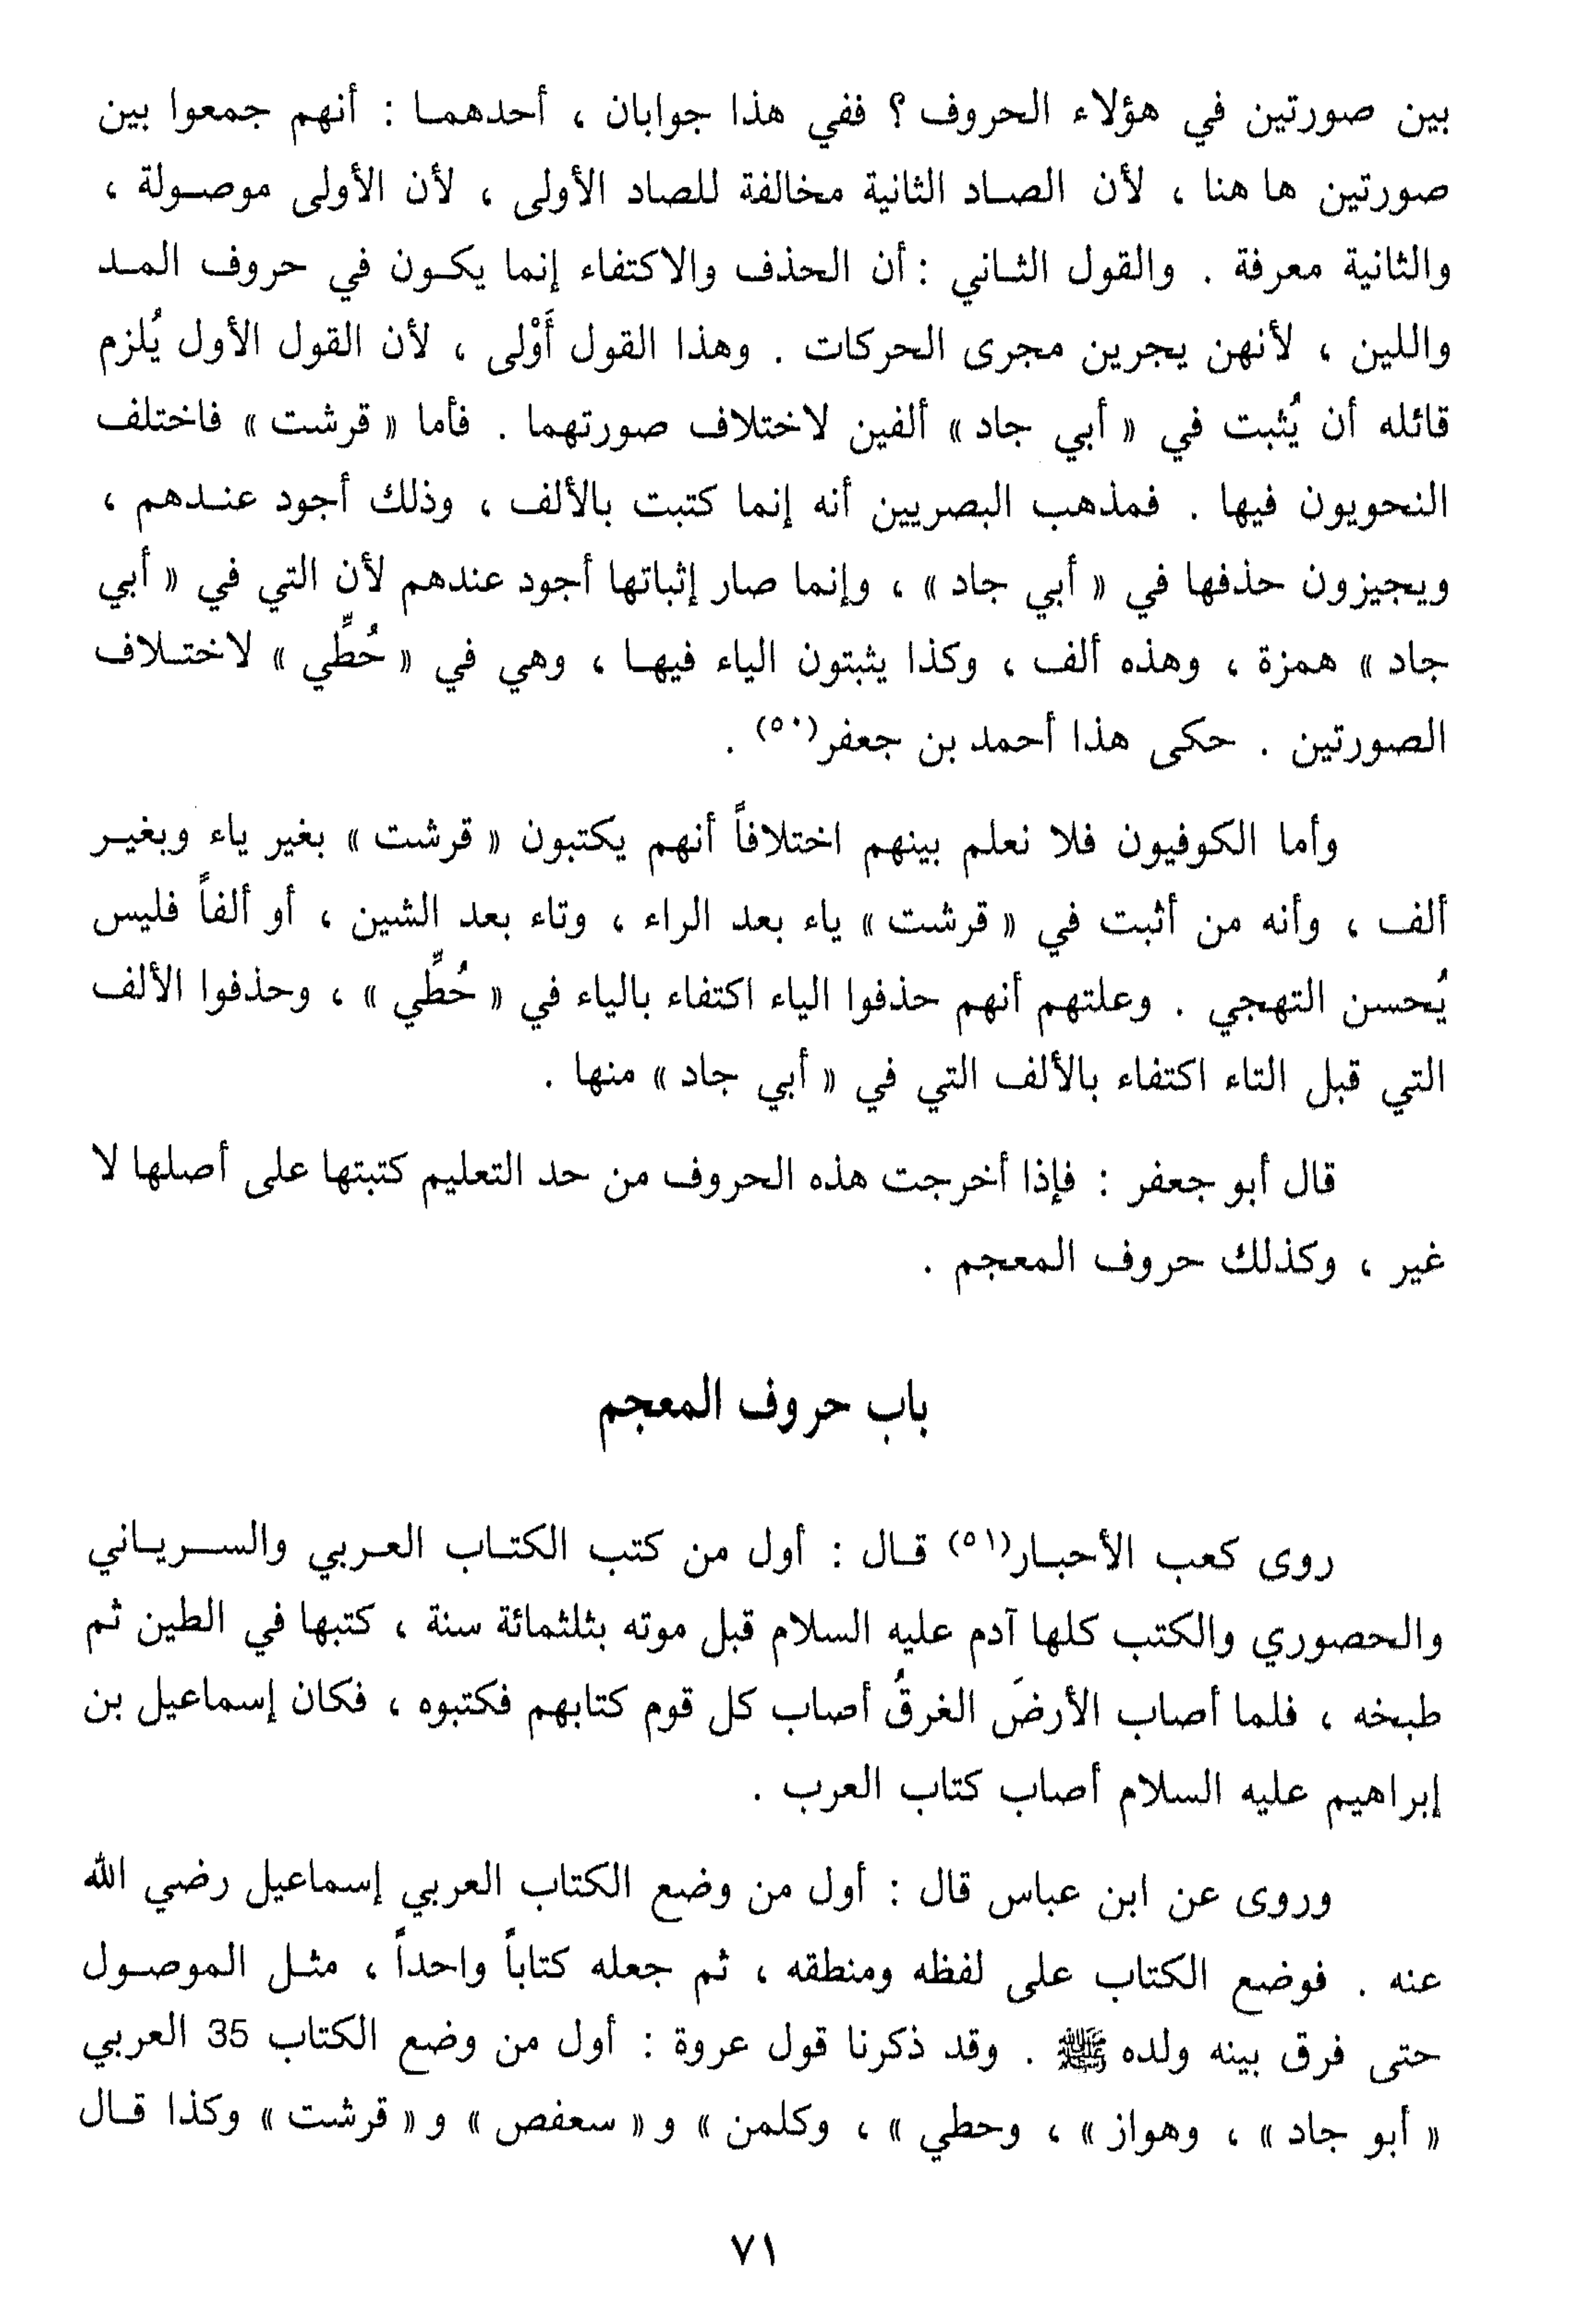 بين صورتين في هؤلاء الحروف ؟ ففي هذا جوابان ، أحدهما : أنهم جمعوا بين
صورتين ها هنا ، لأن الصاد الثانية مخالفة للصاد الأولى ، لأن الأولى موصولة ،
والثانية معرفة . والقول الثاني : أن الحذف والاكتفاء إنما يكون في حروف المد
واللين ، لأنهن يجرين مجرى الحركات . وهذا القول أَوْلى ، لأن القول الأول يُلزم
قائله أن يُثبت في « أبي جاد » ألفين لاختلاف صورتهما . فأما « قرشت » فاختلف
النحويون فيها . فمذهب البصريين أنه إنما كتبت بالألف ، وذلك أجود عندهم ،
ويجيزون حذفها في « أبي جاد » ، وإنما صار إثباتها أجود عندهم لأن التي في « أبي
جاد » همزة ، وهذه ألف ، وكذا يثبتون الياء فيها ، وهي في « حُطِّي » لاختلاف
الصورتين . حكى هذا أحمد بن جعفر(٥٠) .
وأما الكوفيون فلا نعلم بينهم اختلافاً أنهم يكتبون « قرشت » بغير ياء وبغير
ألف ، وأنه من أثبت في « قرشت » ياء بعد الراء ، وتاء بعد الشين ، أو ألفاً فليس
يُحسن التهجي . وعلتهم أنهم حذفوا الياء اكتفاء بالياء في « حُطِّي » ، وحذفوا الألف
التي قبل التاء اكتفاء بالألف التي في « أبي جاد » منها .
قال أبو جعفر : فإذا أخرجت هذه الحروف من حد التعليم كتبتها على أصلها لا
غير ، وكذلك حروف المعجم .
باب حروف المعجم
روى كعب الأحبار(٥١) قال : أول من كتب الكتاب العربي والسرياني
والحصوري والكتب كلها آدم عليه السلام قبل موته بثلثمائة سنة ، كتبها في الطين ثم
طبخه ، فلما أصاب الأرضَ الغرقُ أصاب كل قوم كتابهم فكتبوه ، فكان إسماعيل بن
إبراهيم عليه السلام أصاب كتاب العرب .
وروى عن ابن عباس قال : أول من وضع الكتاب العربي إسماعيل رضي الله
عنه . فوضع الكتاب على لفظه ومنطقه ، ثم جعله كتاباً واحداً ، مثل الموصول
حتى فرق بينه ولده ﷺ . وقد ذكرنا قول عروة : أول من وضع الكتاب 35 العربي
« أبو جاد » ، وهواز » ، وحطي » ، وكلمن » و « سعفص » و « قرشت » وكذا قال
٧١